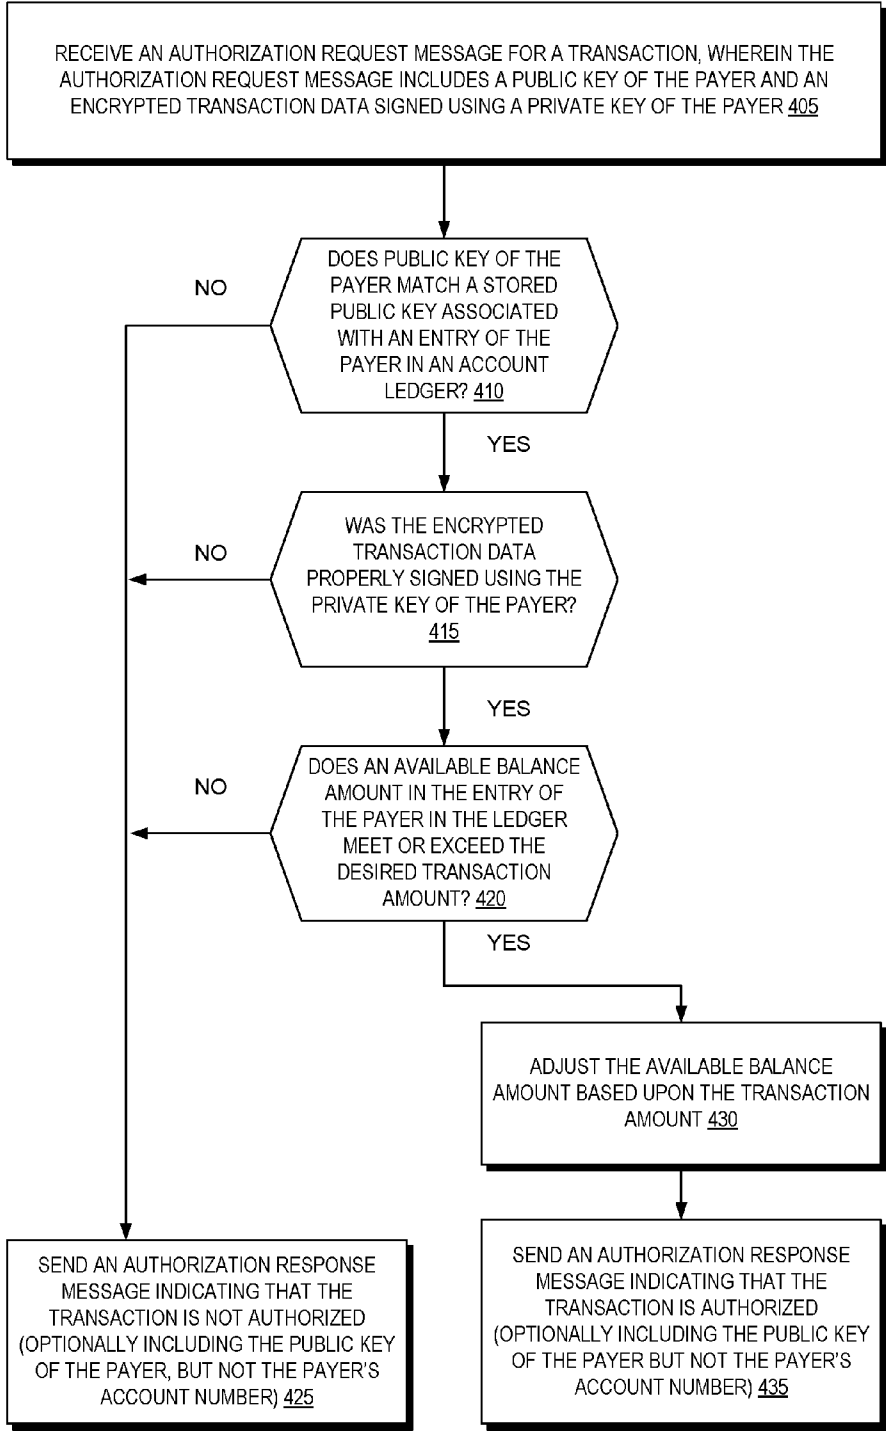 RECEIVE AN AUTHORIZATION REQUEST MESSAGE FOR A TRANSACTION, WHEREIN THE
AUTHORIZATION REQUEST MESSAGE INCLUDES A PUBLIC KEY OF THE PAYER AND AN
ENCRYPTED TRANSACTION DATA SIGNED USING A PRIVATE KEY OF THE PAYER 405
DOES PUBLIC KEY OF THE
PAYER MATCH A STORED
PUBLIC KEY ASSOCIATED
WITH AN ENTRY OF THE
PAYER IN AN ACCOUNT
LEDGER? 410
NO
YES
WAS THE ENCRYPTED
TRANSACTION DATA
PROPERLY SIGNED USING THE
PRIVATE KEY OF THE PAYER?
415
NO
YES
DOES AN AVAILABLE BALANCE
AMOUNT IN THE ENTRY OF
THE PAYER IN THE LEDGER
MEET OR EXCEED THE
DESIRED TRANSACTION
AMOUNT? 420
NO
YES
ADJUST THE AVAILABLE BALANCE
AMOUNT BASED UPON THE TRANSACTION
AMOUNT 430
SEND AN AUTHORIZATION RESPONSE
MESSAGE INDICATING THAT THE
TRANSACTION IS NOT AUTHORIZED
(OPTIONALLY INCLUDING THE PUBLIC KEY
OF THE PAYER, BUT NOT THE PAYER'S
ACCOUNT NUMBER) 425
SEND AN AUTHORIZATION RESPONSE
MESSAGE INDICATING THAT THE
TRANSACTION IS AUTHORIZED
(OPTIONALLY INCLUDING THE PUBLIC KEY
OF THE PAYER BUT NOT THE PAYER'S
ACCOUNT NUMBER) 435